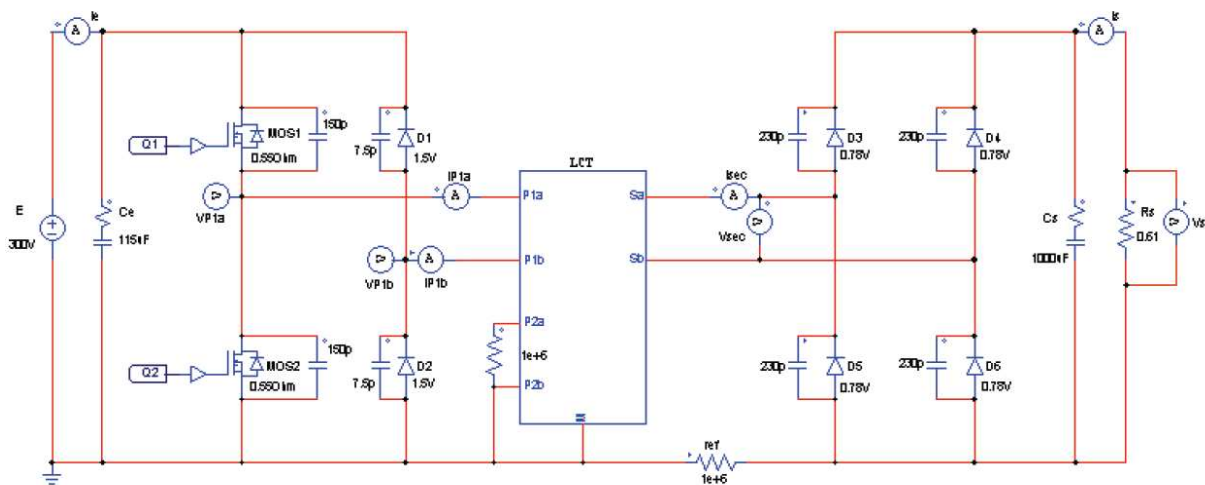 Ie
Is
Q1
MOS1
0.550hm
150p
7.5p
D1
1.5V
230p
D3
0.78V
230p
D4
0.78V
LCT
IP1a
P1a
Sa
Isec
VP1a
Vsec
E
300V
Ce
115uF
Cs
1000uF
Rs
0.61
Vs
P1b
Sb
VP1b
IP1b
P2a
1e+6
P2b
Q2
MOS2
0.550hm
150p
7.5p
D2
1.5V
230p
D5
0.78V
230p
D6
0.78V
ref
1e+6